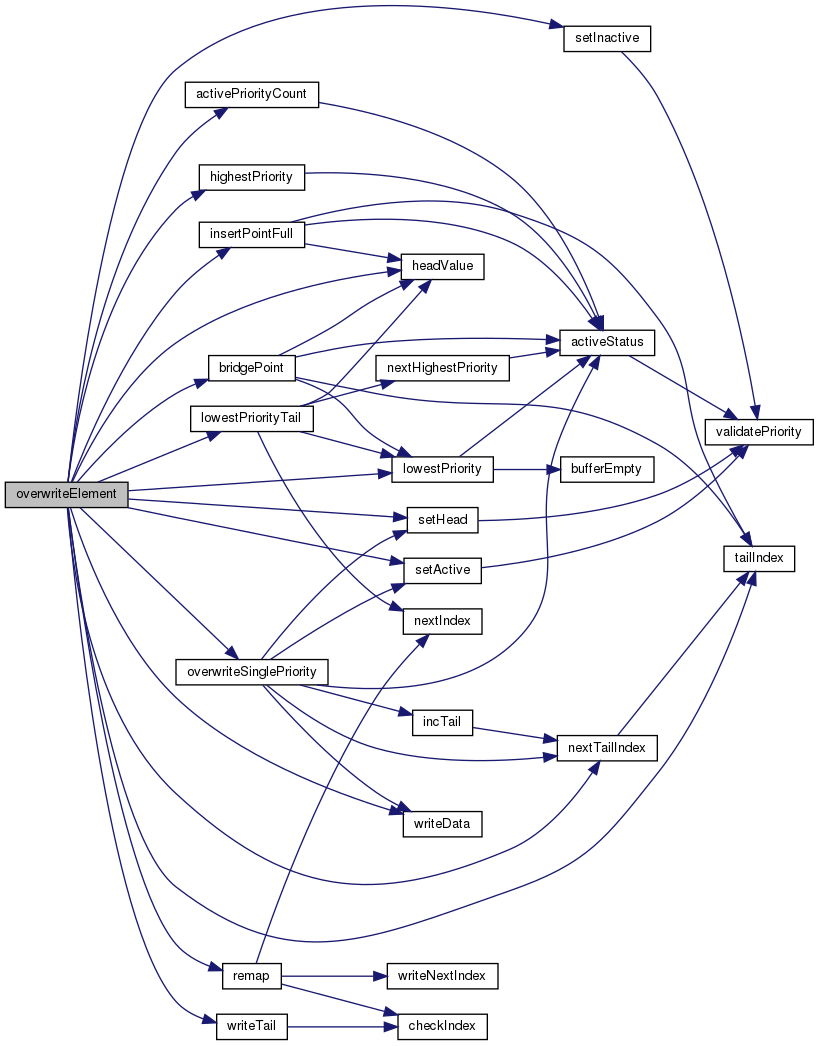 setInactive
activePriorityCount
highestPriority
insertPointFull
headValue
activeStatus
bridgePoint
nextHighestPriority
lowestPriorityTail
validatePriority
lowestPriority
bufferEmpty
overwriteElement
setHead
tailIndex
setActive
nextIndex
overwriteSinglePriority
incTail
nextTailIndex
writeData
remap
writeNextIndex
writeTail
checkIndex